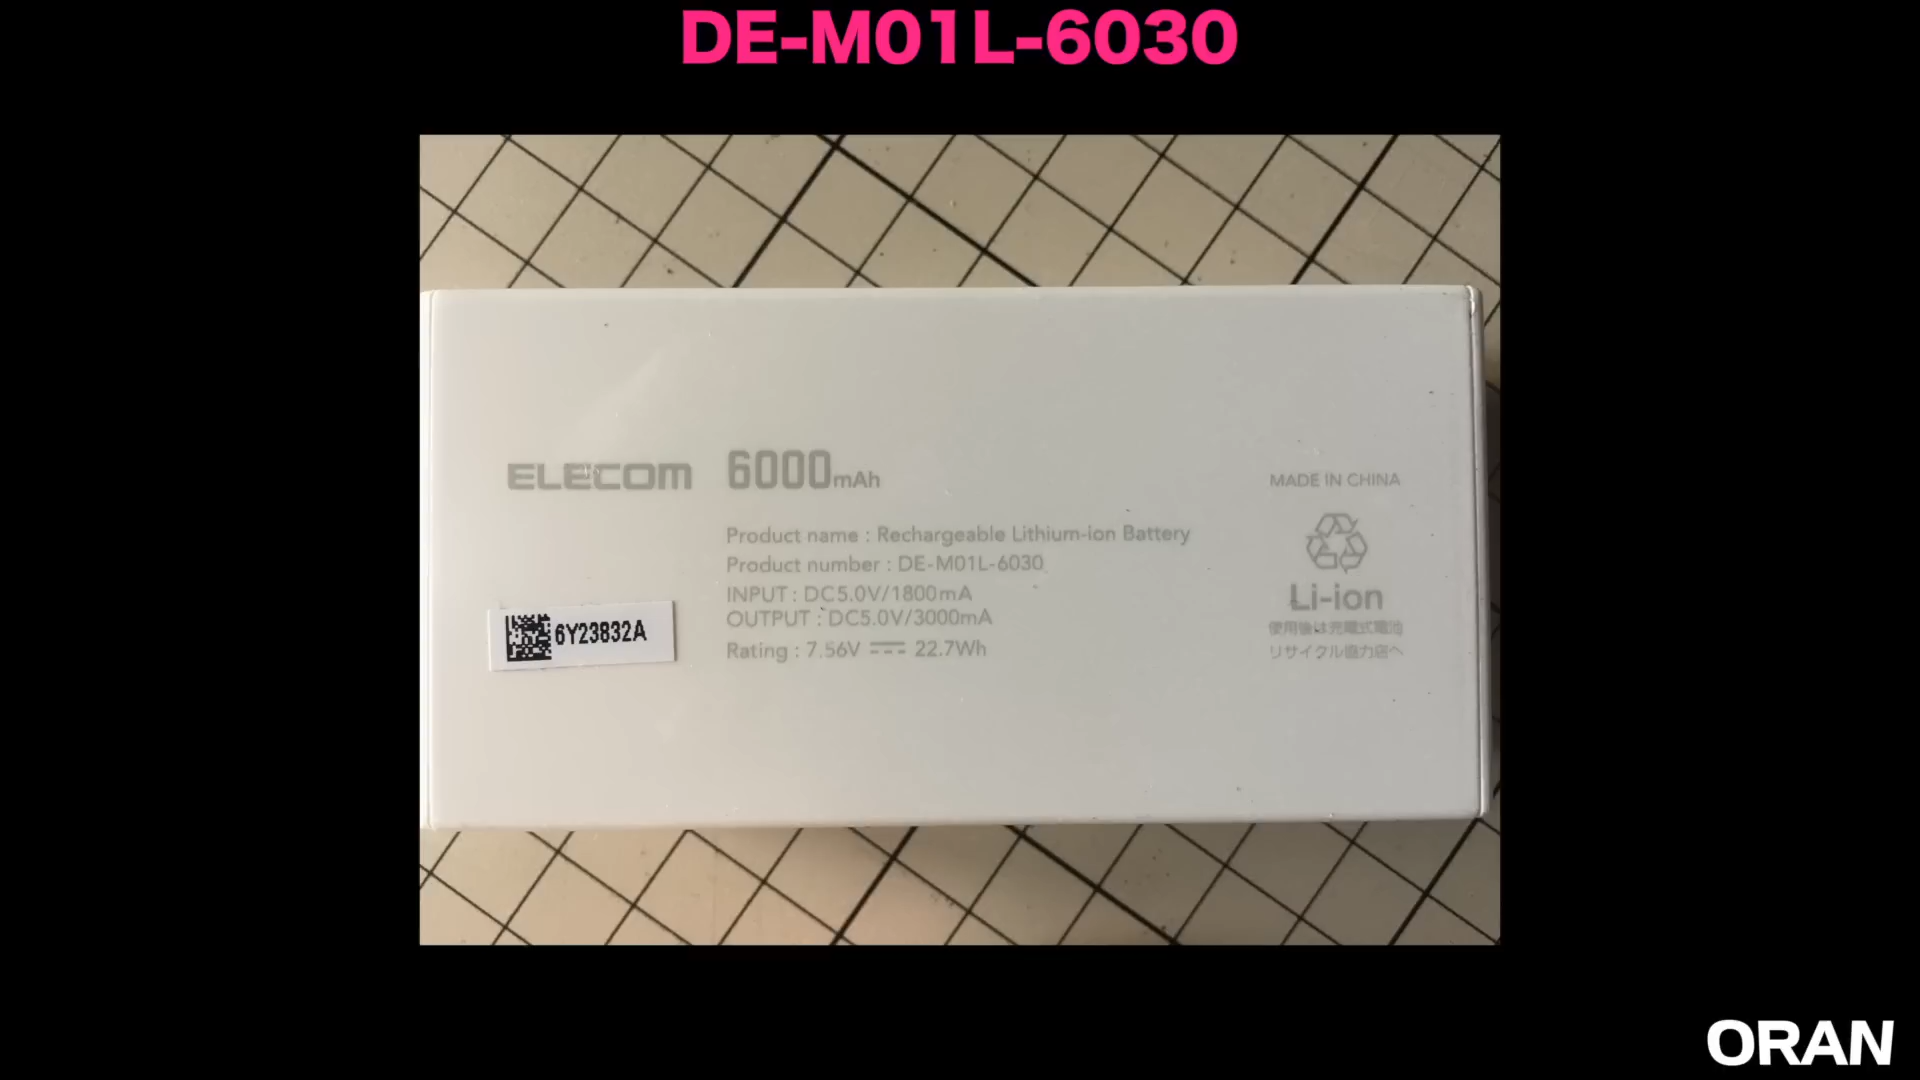 DE-M01L-6030
ELECOM 6000mAh
MADE IN CHINA
Product name : Rechargeable Lithium-ion Battery
Product number : DE-M01L-6030
INPUT : DC5.0V/1800mA
OUTPUT : DC5.0V/3000mA
Rating : 7.56V ⎓ 22.7Wh
6Y23832A
Li-ion
使用後は充電式電池
リサイクル協力店へ
ORAN